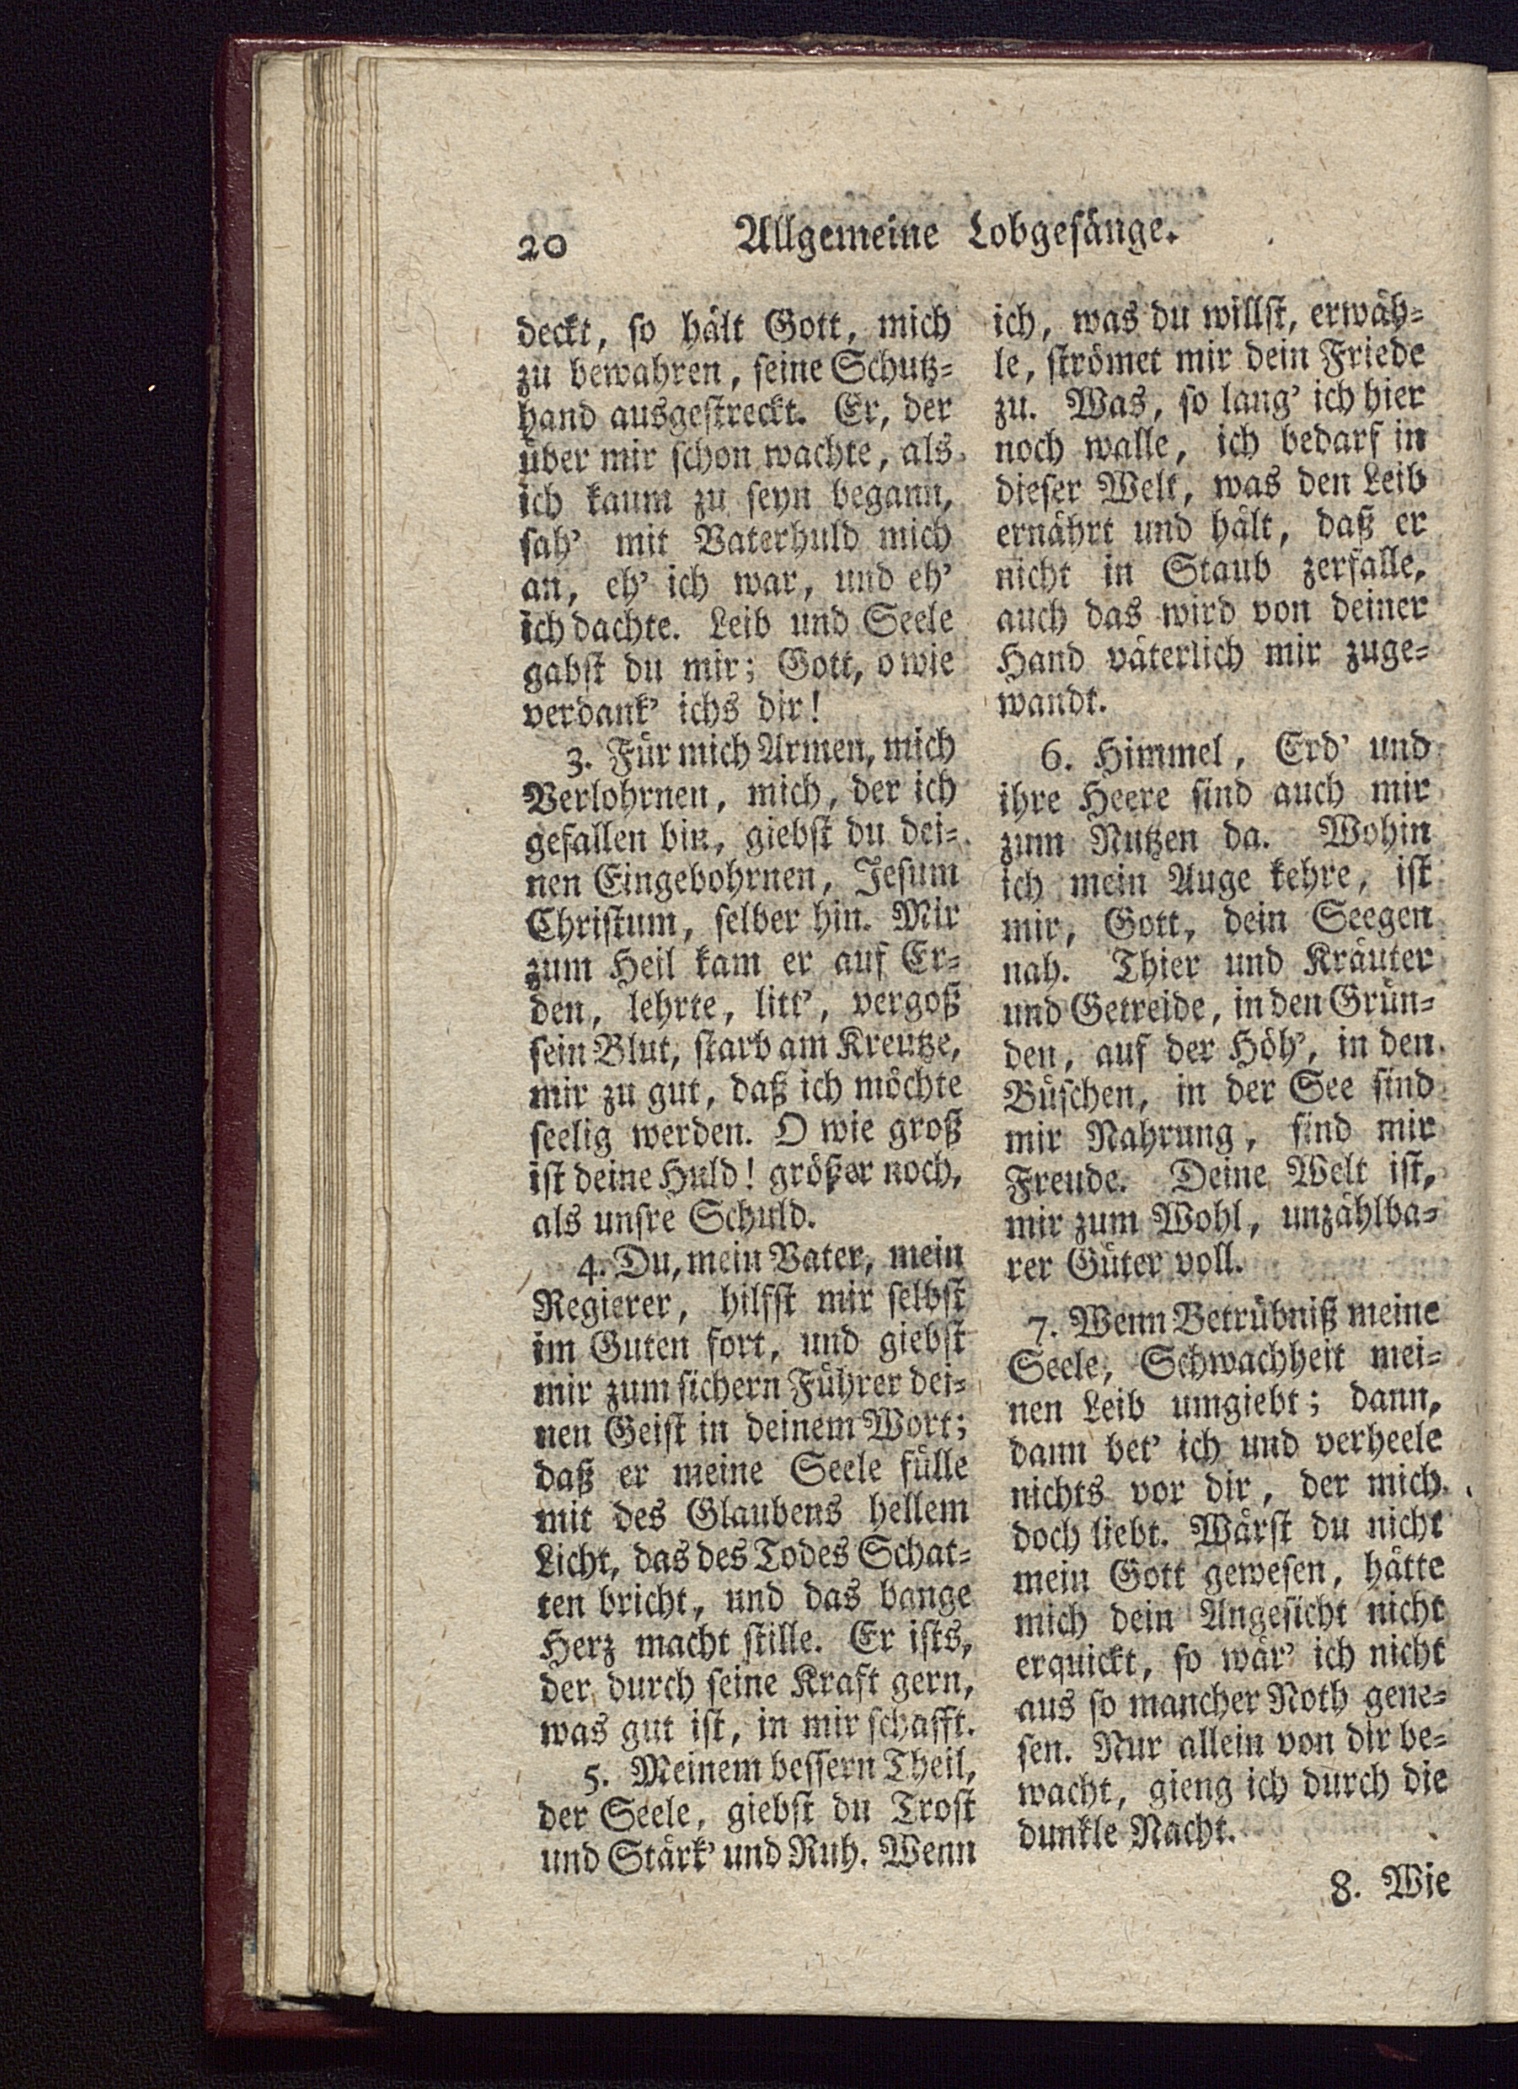 20 Allgemeine Lobgesänge.
deckt, so hält Gott, mich
zu bewahren, seine Schutz-
hand ausgestreckt. Er, der
über mir schon wachte, als
ich kaum zu seyn begann,
sah' mit Vaterhuld mich
an, eh' ich war, und eh'
ich dachte. Leib und Seele
gabst du mir; Gott, o wie
verdank' ichs dir!
3. Für mich Armen, mich
Verlohrnen, mich, der ich
gefallen bin, giebst du dei-
nen Eingebohrnen, Jesum
Christum, selber hin. Mir
zum Heil kam er auf Er-
den, lehrte, litt', vergoß
sein Blut, starb am Kreutze,
mir zu gut, daß ich möchte
seelig werden. O wie groß
ist deine Huld! größer noch,
als unsre Schuld.
4. Du, mein Vater, mein
Regierer, hilfst mir selbst
im Guten fort, und giebst
mir zum sichern Führer dei-
nen Geist in deinem Wort;
daß er meine Seele fülle
mit des Glaubens hellem
Licht, das des Todes Schat-
ten bricht, und das bange
Herz macht stille. Er ists,
der durch seine Kraft gern,
was gut ist, in mir schafft.
5. Meinem bessern Theil,
der Seele, giebst du Trost
und Stärk' und Ruh. Wenn
ich, was du willst, erwäh-
le, strömet mir dein Friede
zu. Was, so lang' ich hier
noch walle, ich bedarf in
dieser Welt, was den Leib
ernährt und hält, daß er
nicht in Staub zerfalle,
auch das wird von deiner
Hand väterlich mir zuge-
wandt.
6. Himmel, Erd' und
ihre Heere sind auch mir
zum Nutzen da. Wohin
ich mein Auge kehre, ist
mir, Gott, dein Seegen
nah. Thier und Kräuter
und Getreide, in den Grün-
den, auf der Höh', in den
Büschen, in der See sind
mir Nahrung, sind mir
Freude. Deine Welt ist,
mir zum Wohl, unzählba-
rer Güter voll.
7. Wenn Betrübniß meine
Seele, Schwachheit mei-
nen Leib umgiebt; dann,
dann bet' ich und verheele
nichts vor dir, der mich
doch liebt. Wärst du nicht
mein Gott gewesen, hätte
mich dein Angesicht nicht
erquickt, so wär' ich nicht
aus so mancher Noth gene-
sen. Nur allein von dir be-
wacht, gieng ich durch die
dunkle Nacht.
8. Wie